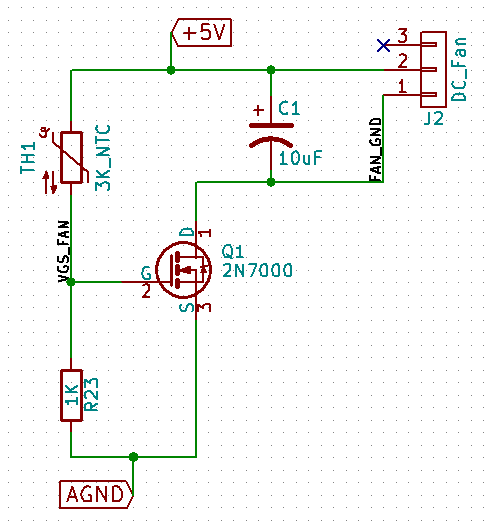 +5V
3
2
1
DC_Fan
J2
C1
+
10uF
FAN_GND
TH1
3K_NTC
VGS_FAN
D
1
Q1
2N7000
G
2
S
3
1K
R23
AGND